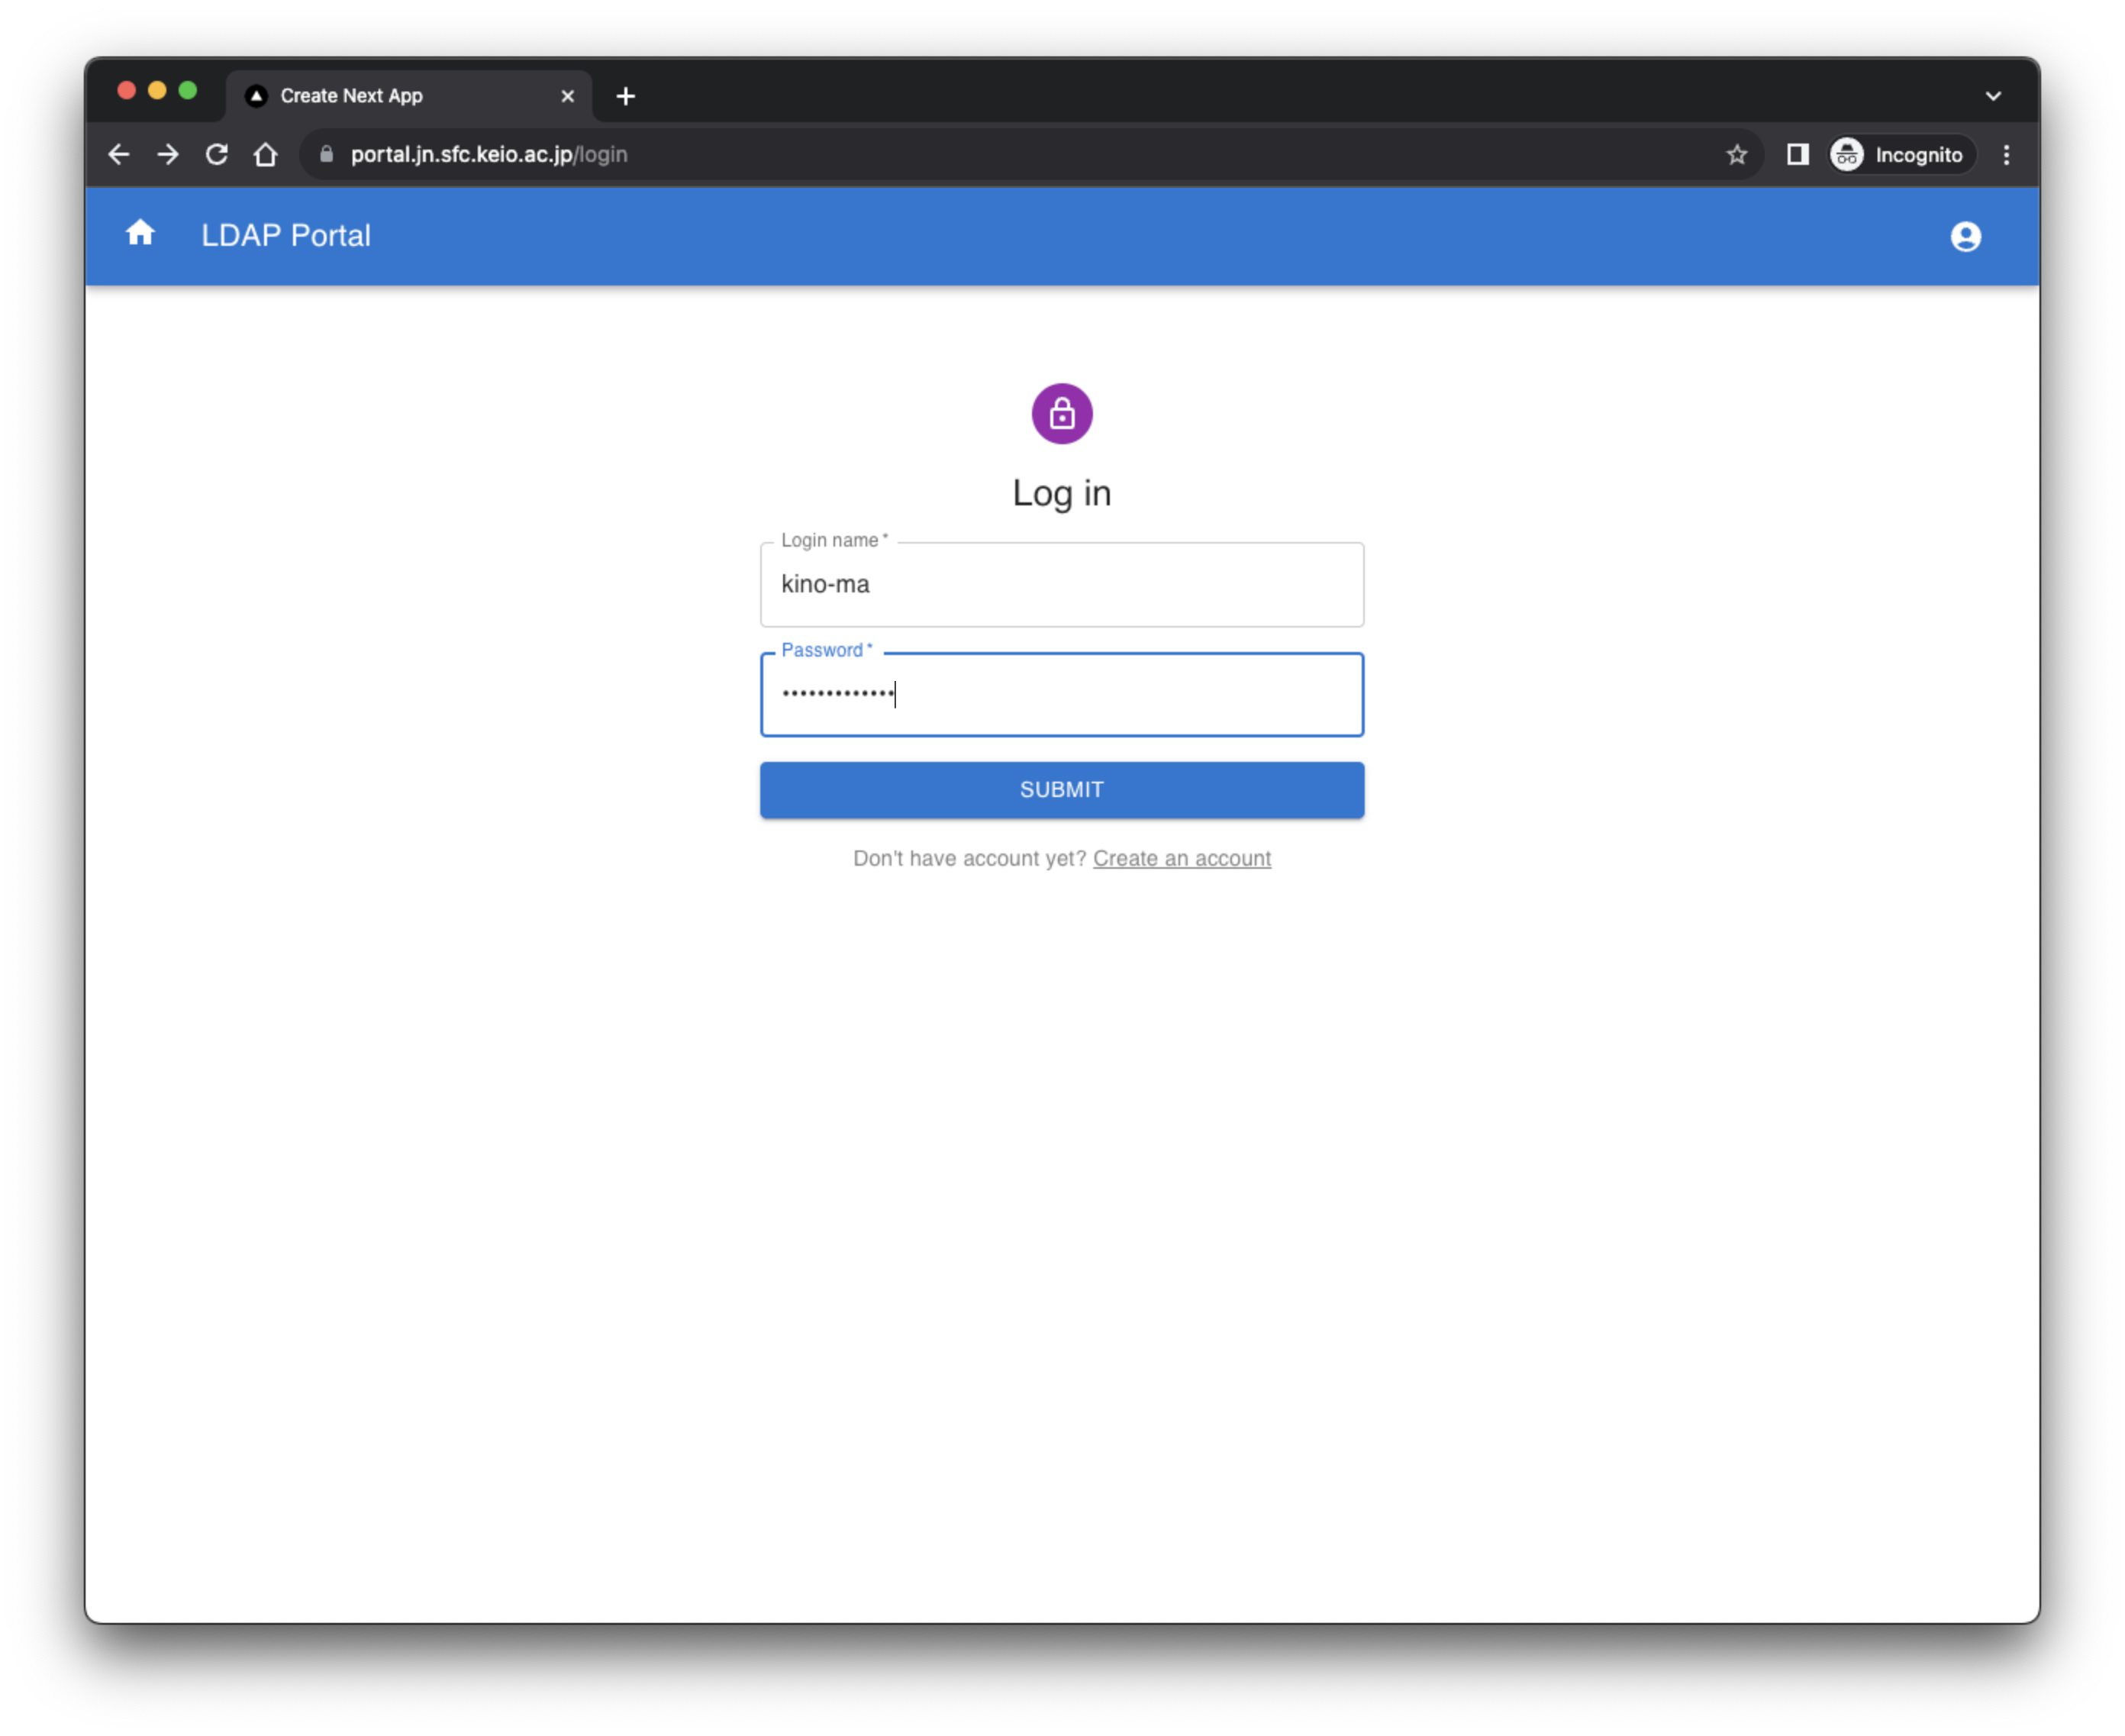 Create Next App
portal.jn.sfc.keio.ac.jp/login
Incognito
LDAP Portal
Log in
Login name *
kino-ma
Password *
•••••••••••••
SUBMIT
Don't have account yet? Create an account